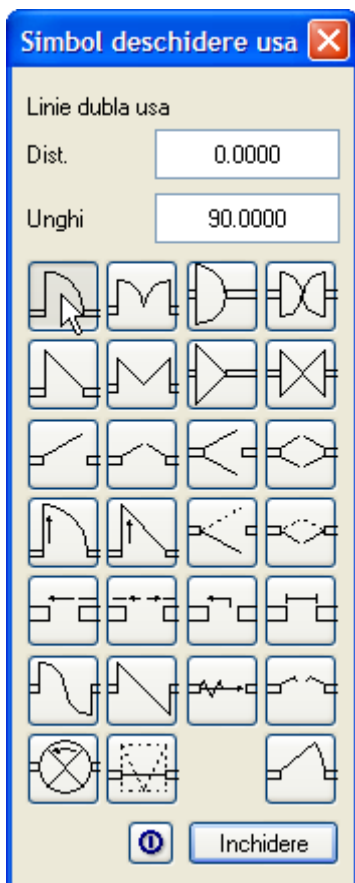 Simbol deschidere usa
Linie dubla usa
Dist. 0.0000
Unghi 90.0000
Inchidere